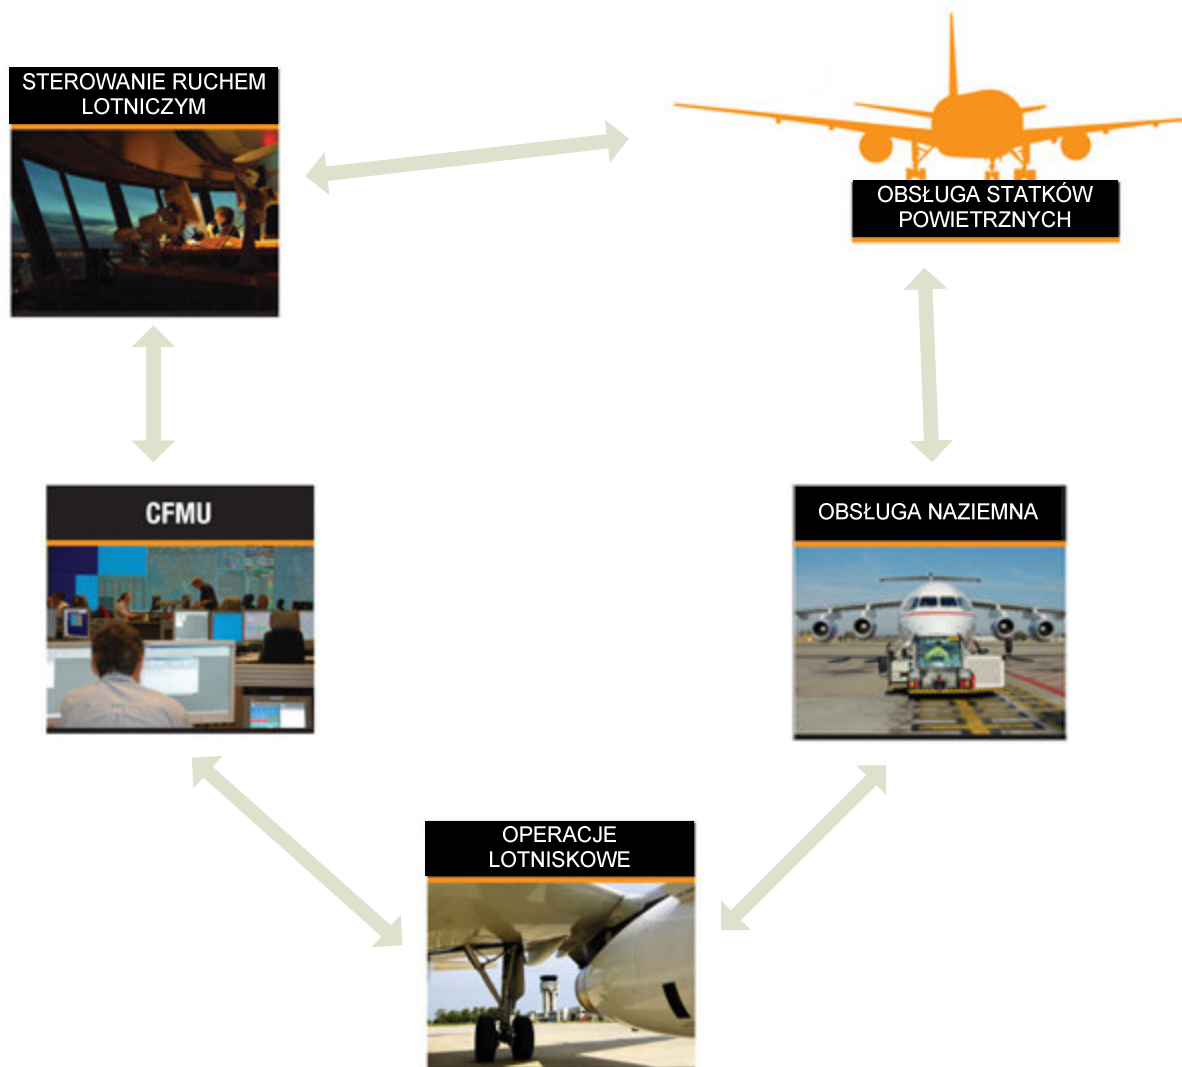 STEROWANIE RUCHEM
LOTNICZYM
OBSŁUGA STATKÓW
POWIETRZNYCH
CFMU
OBSŁUGA NAZIEMNA
OPERACJE
LOTNISKOWE